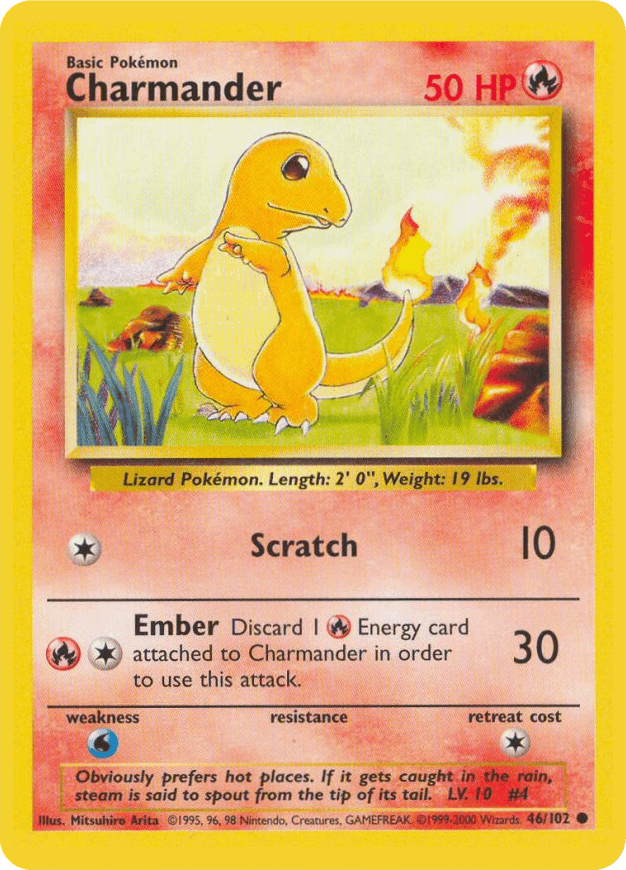 Basic Pokémon
Charmander 50 HP
Lizard Pokémon. Length: 2' 0", Weight: 19 lbs.
Scratch 10
Ember Discard 1 Energy card
attached to Charmander in order
to use this attack.
30
weakness resistance retreat cost
Obviously prefers hot places. If it gets caught in the rain,
steam is said to spout from the tip of its tail. LV. 10 #4
Illus. Mitsuhiro Arita ©1995, 96, 98 Nintendo, Creatures, GAMEFREAK. ©1999-2000 Wizards. 46/102